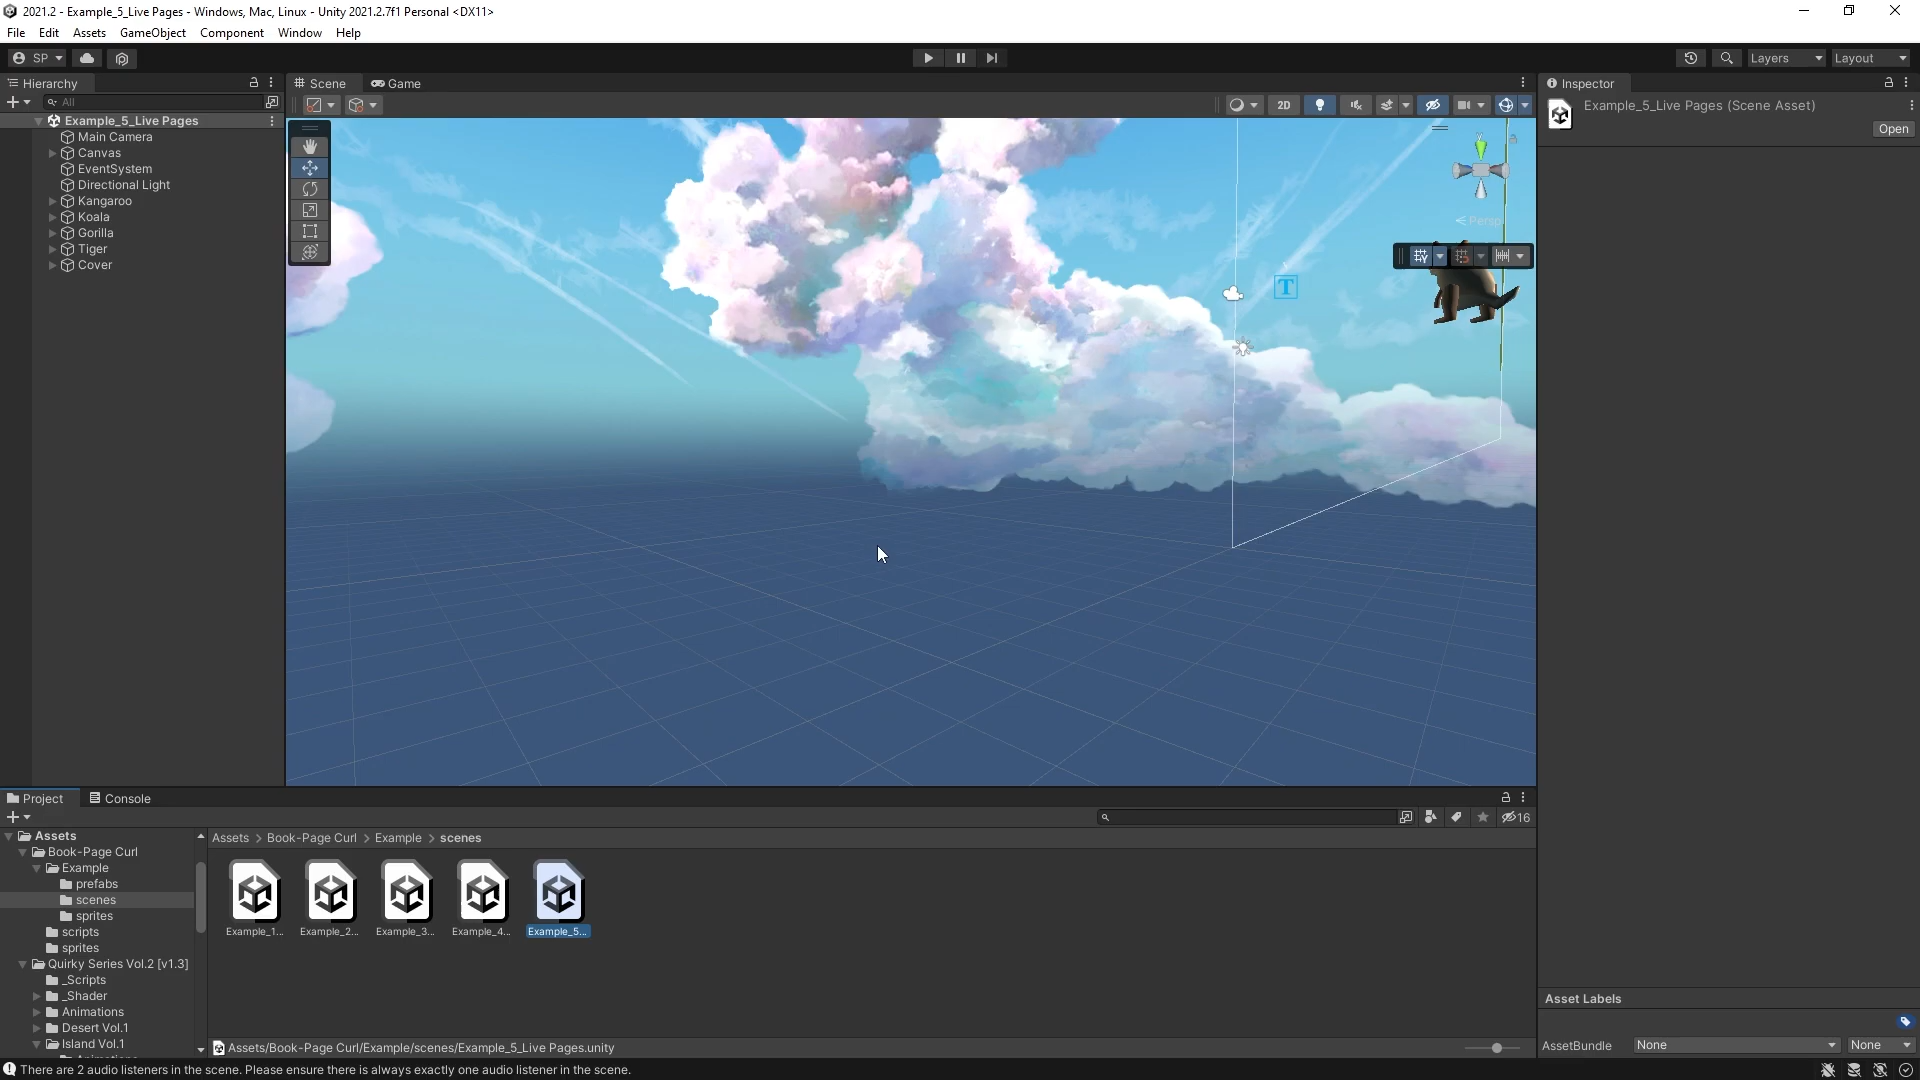 2021.2 - Example_5_Live Pages - Windows, Mac, Linux - Unity 2021.2.7f1 Personal <DX11>
File Edit Assets GameObject Component Window Help
SP
Layers
Layout
Hierarchy
All
Example_5_Live Pages
Main Camera
Canvas
EventSystem
Directional Light
Kangaroo
Koala
Gorilla
Tiger
Cover
Scene
Game
2D
y
< Persp
T
Inspector
Example_5_Live Pages (Scene Asset)
Open
Project
Console
16
Assets
Book-Page Curl
Example
prefabs
scenes
sprites
scripts
sprites
Quirky Series Vol.2 [v1.3]
_Scripts
_Shader
Animations
Desert Vol.1
Island Vol.1
Animations
Assets > Book-Page Curl > Example > scenes
Example_1...
Example_2...
Example_3...
Example_4...
Example_5...
Assets/Book-Page Curl/Example/scenes/Example_5_Live Pages.unity
Asset Labels
AssetBundle
None
None
There are 2 audio listeners in the scene. Please ensure there is always exactly one audio listener in the scene.